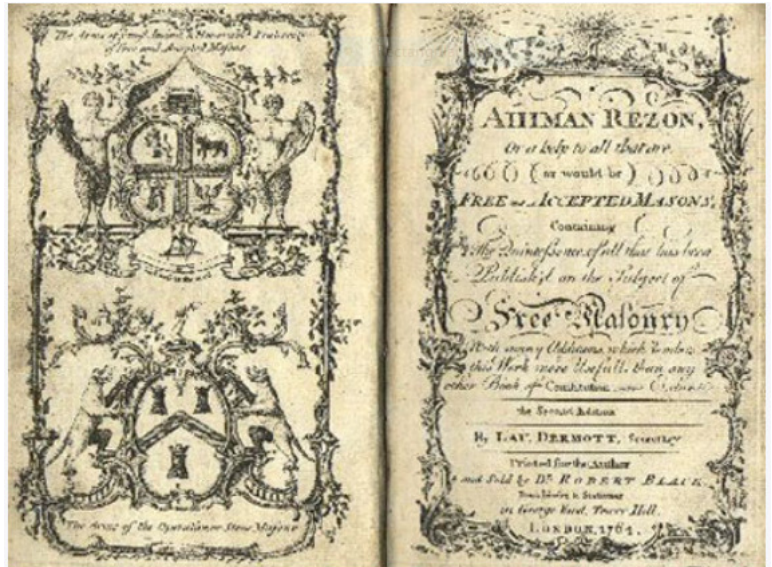 The Arms of y.e most Ancient & Honorable Fraternity
of Free and Accepted Masons
The Arms of the Operative or Stone Masons
AHIMAN REZON,
Or a help to all that are,
(or would be)
FREE and ACCEPTED MASONS,
Containing
The Quintessence of all that has been
Publish'd on the Subject of
Free Masonry
With many Additions, which Renders
this Work more Usefull, than any
other Book of Constitution now Extant.
the Second Edition
By LAU. DERMOTT, Secretary
Printed for the Author
and Sold by Dr. ROBERT BLACK
Bookbinder & Stationer
in George Yard, Tower Hill.
LONDON, 1764.